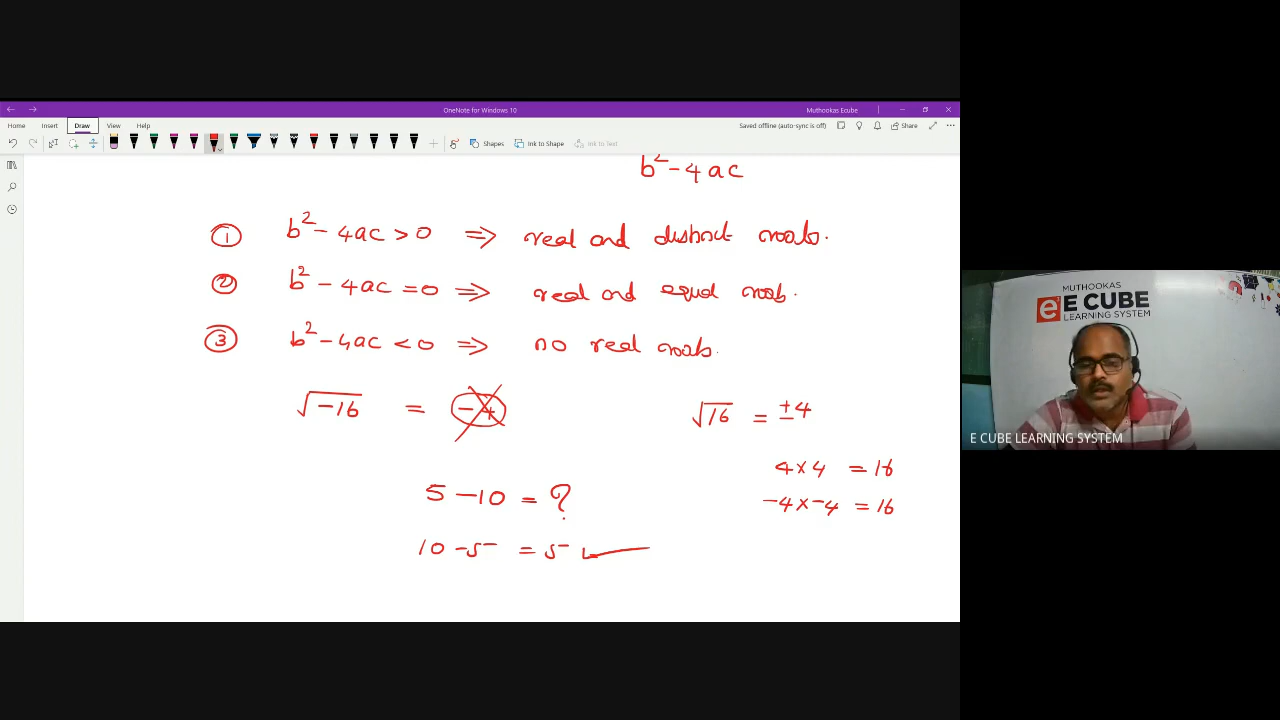 OneNote for Windows 10
Muthookas Ecube
Home Insert Draw View Help
Saved offline (auto-sync is off) Share
Shapes Ink to Shape Ink to Text
b² - 4ac
① b² - 4ac > 0 ⇒ real and distinct roots.
② b² - 4ac = 0 ⇒ real and equal roots.
③ b² - 4ac < 0 ⇒ no real roots.
√-16 = -4
√16 = ±4
4 × 4 = 16
-4 × -4 = 16
5 - 10 = ?
10 - 5 = 5
MUTHOOKAS
e³ E CUBE
LEARNING SYSTEM
E CUBE LEARNING SYSTEM